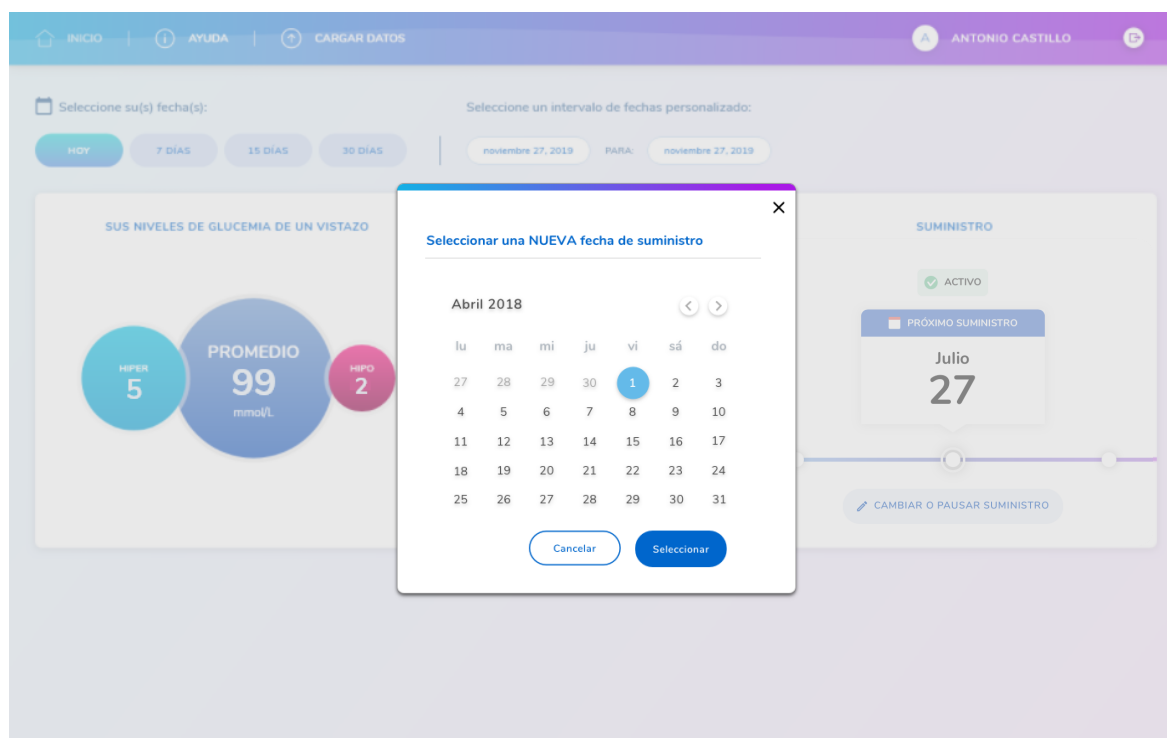 INICIO | AYUDA | CARGAR DATOS A ANTONIO CASTILLO
Seleccione su(s) fecha(s):
HOY 7 DÍAS 15 DÍAS 30 DÍAS
Seleccione un intervalo de fechas personalizado:
noviembre 27, 2019 PARA: noviembre 27, 2019
SUS NIVELES DE GLUCEMIA DE UN VISTAZO
HIPER
5
PROMEDIO
99
mmol/L
HIPO
2
Seleccionar una NUEVA fecha de suministro
Abril 2018
lu ma mi ju vi sá do
27 28 29 30 1 2 3
4 5 6 7 8 9 10
11 12 13 14 15 16 17
18 19 20 21 22 23 24
25 26 27 28 29 30 31
Cancelar Seleccionar
SUMINISTRO
ACTIVO
PRÓXIMO SUMINISTRO
Julio
27
CAMBIAR O PAUSAR SUMINISTRO